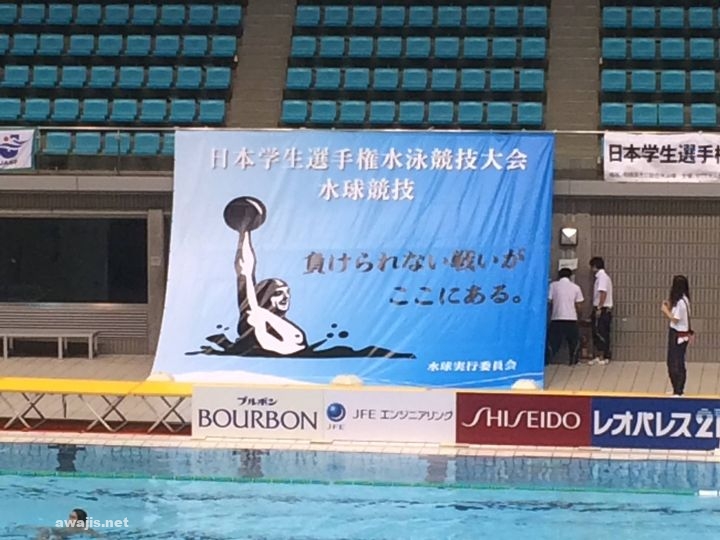 日本学生選手権水泳競技大会
水球競技
負けられない戦いが
ここにある。
水球実行委員会
日本学生選手権
ブルボン
BOURBON
JFE
JFE エンジニアリング
SHISEIDO
レオパレス21
awajis.net